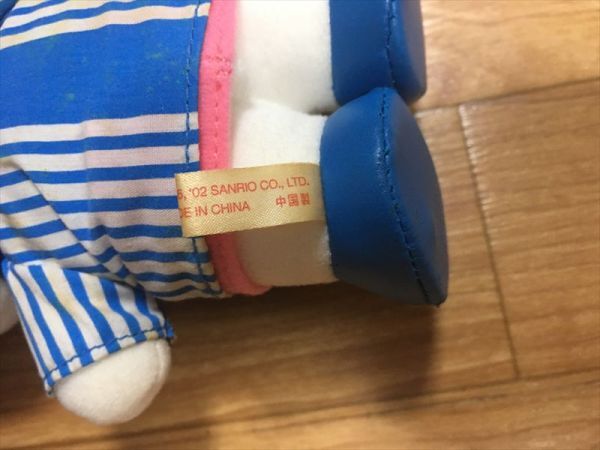 '02 SANRIO CO., LTD.
IN CHINA 中国製